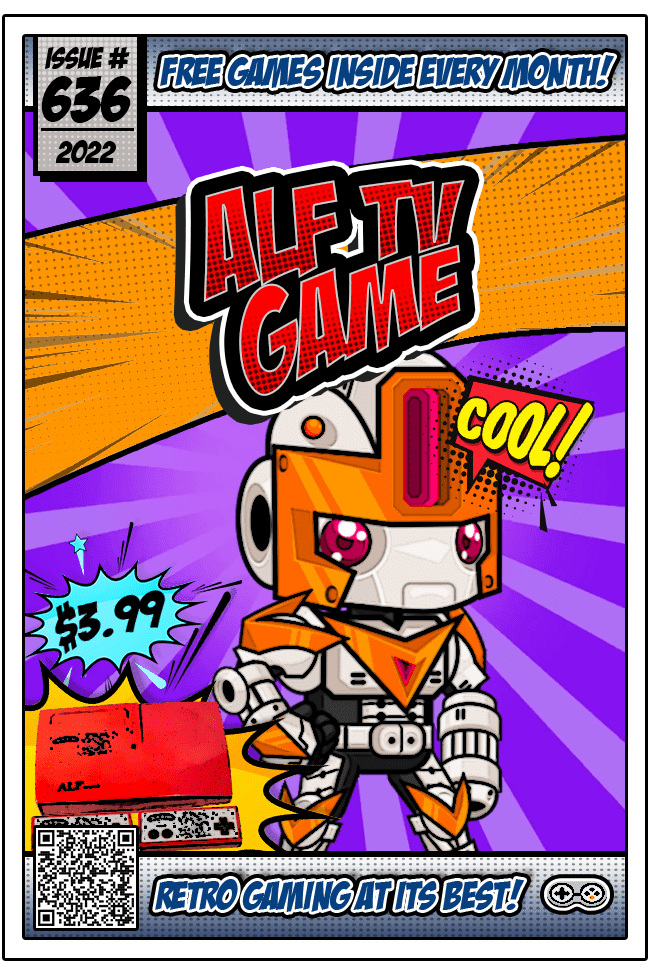 ISSUE #
636
2022
FREE GAMES INSIDE EVERY MONTH!
ALF TV
GAME
COOL!
$3.99
ALF
RETRO GAMING AT ITS BEST!